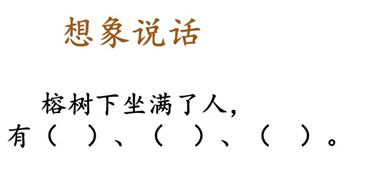 想象说话
榕树下坐满了人，
有（　）、（　）、（　）。